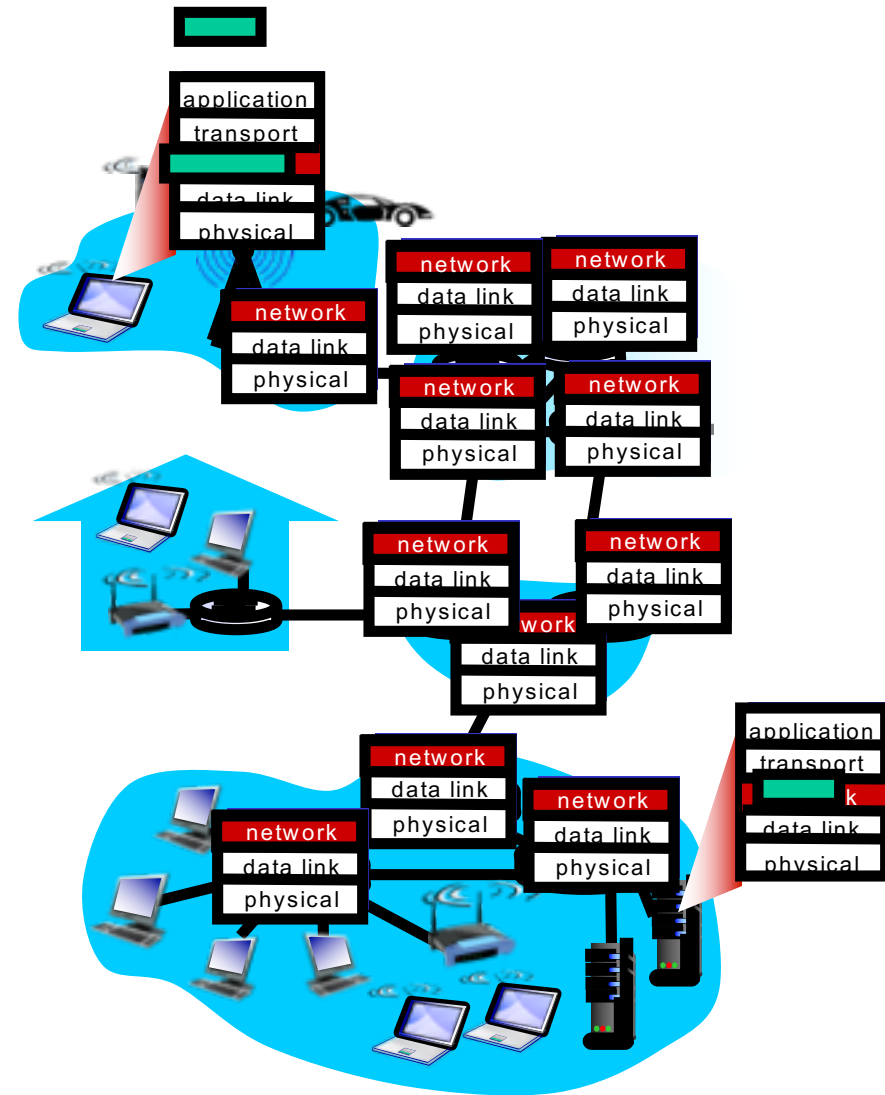 application
transport
data link
physical
network
data link
physical
network
data link
physical
network
data link
physical
network
data link
physical
network
data link
physical
network
data link
physical
network
data link
physical
work
data link
physical
network
data link
physical
network
data link
physical
network
data link
physical
application
transport
k
data link
physical